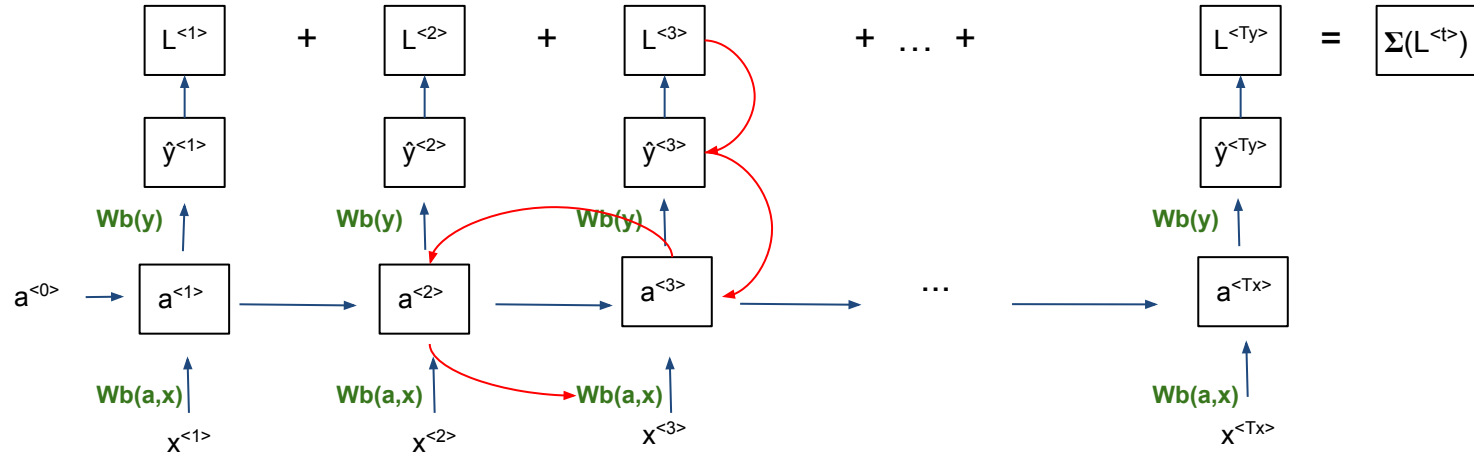 L<1> + L<2> + L<3> + ... + L<Ty> = Σ(L<t>)
ŷ<1> ŷ<2> ŷ<3> ŷ<Ty>
Wb(y) Wb(y) Wb(y) Wb(y)
a<0> a<1> a<2> a<3> ... a<Tx>
Wb(a,x) Wb(a,x) Wb(a,x) Wb(a,x)
x<1> x<2> x<3> x<Tx>